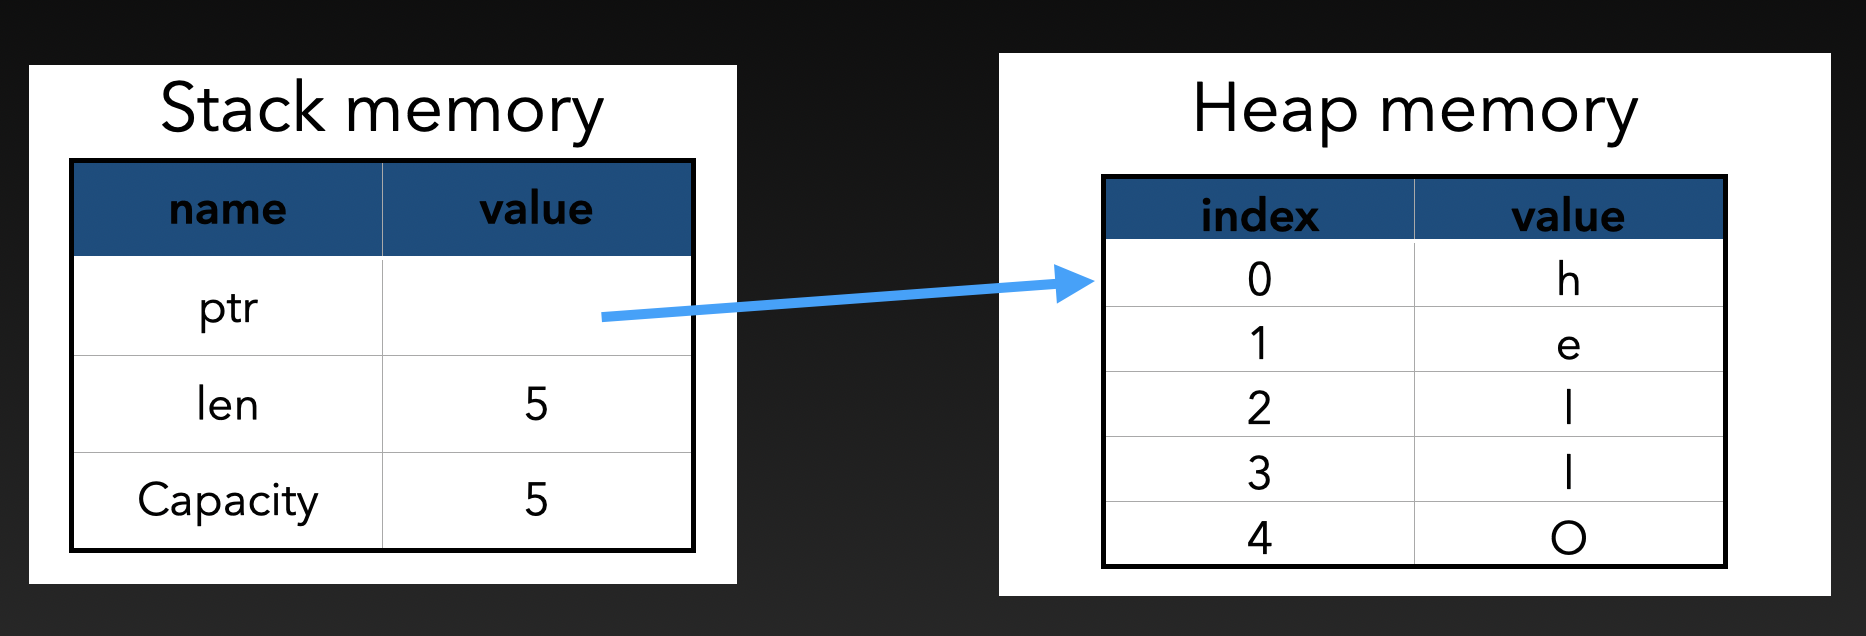 Stack memory
name value
ptr
len 5
Capacity 5
Heap memory
index value
0 h
1 e
2 l
3 l
4 O